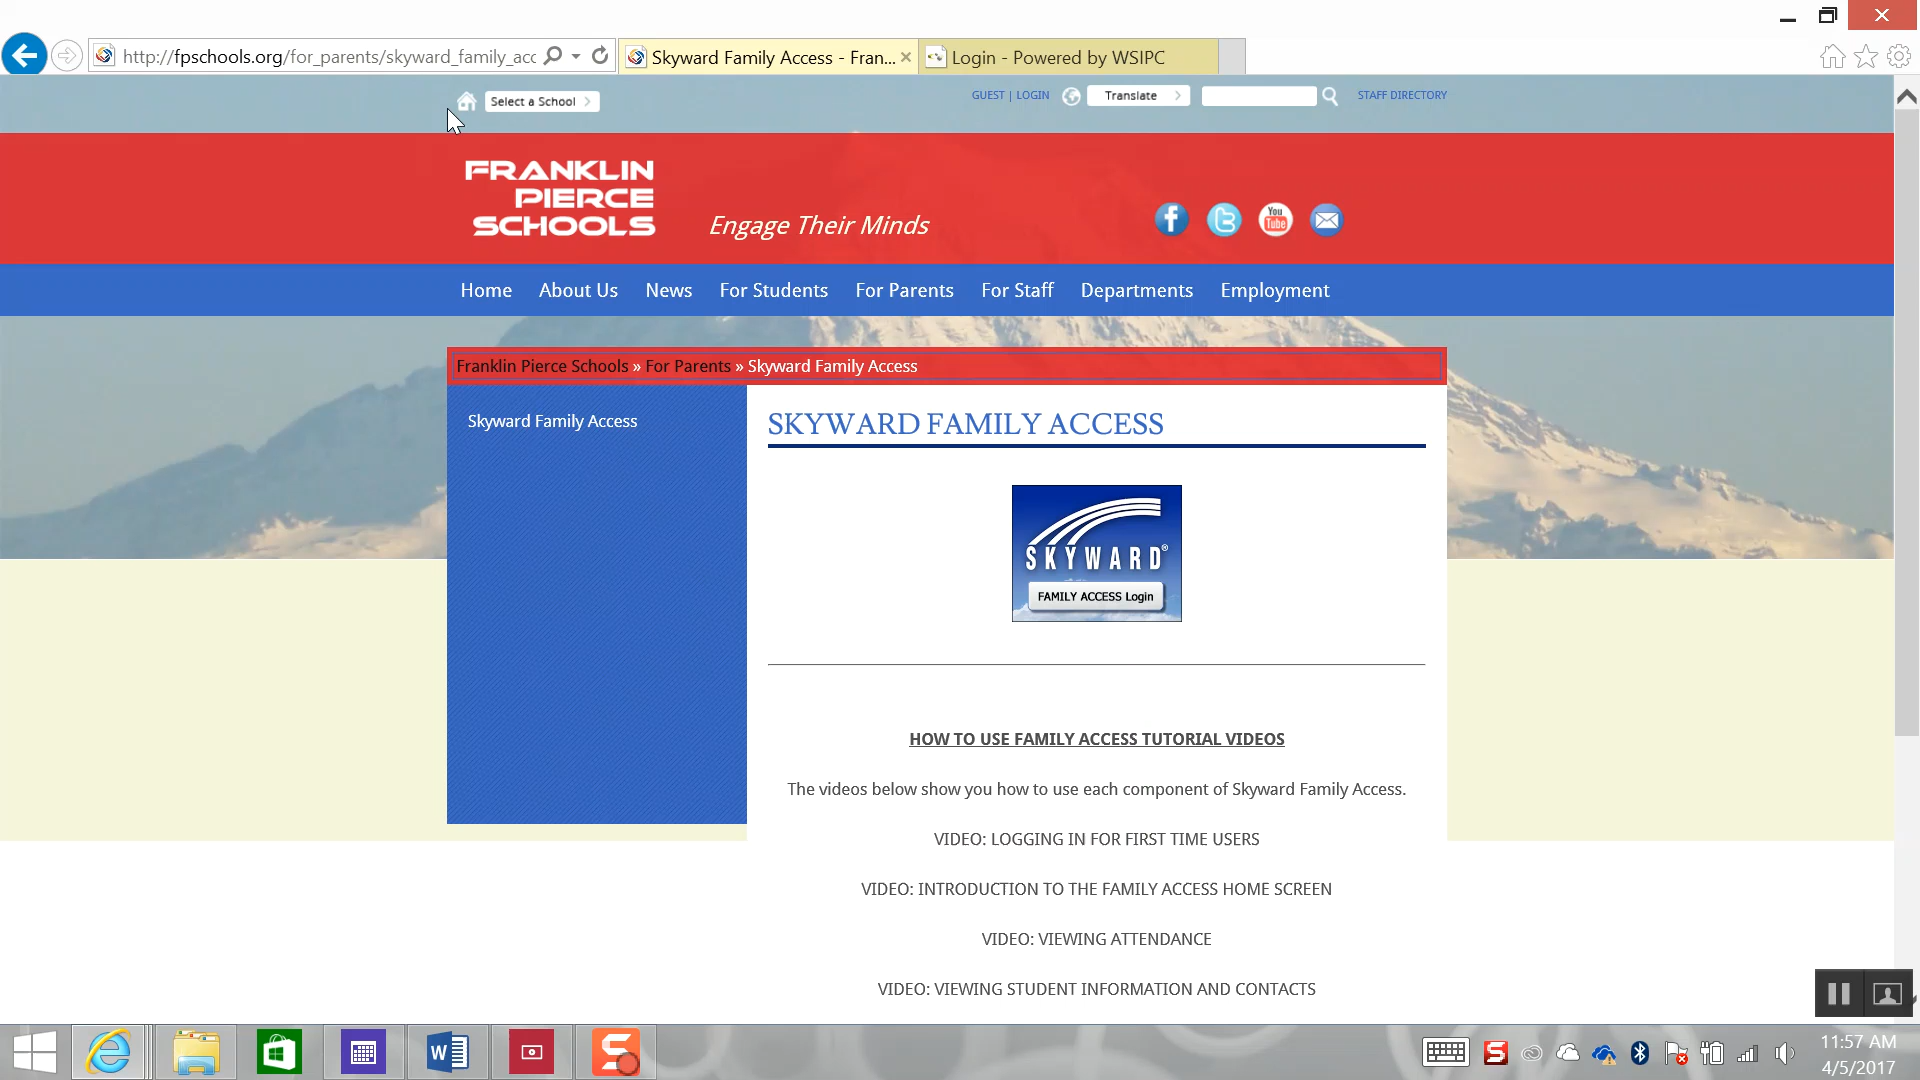 http://fpschools.org/for_parents/skyward_family_acc
Skyward Family Access - Fran...
Login - Powered by WSIPC
Select a School
GUEST | LOGIN
Translate
STAFF DIRECTORY
FRANKLIN
PIERCE
SCHOOLS
Engage Their Minds
You
Tube
Home About Us News For Students For Parents For Staff Departments Employment
Franklin Pierce Schools » For Parents » Skyward Family Access
Skyward Family Access
SKYWARD FAMILY ACCESS
SKYWARD®
FAMILY ACCESS Login
HOW TO USE FAMILY ACCESS TUTORIAL VIDEOS
The videos below show you how to use each component of Skyward Family Access.
VIDEO: LOGGING IN FOR FIRST TIME USERS
VIDEO: INTRODUCTION TO THE FAMILY ACCESS HOME SCREEN
VIDEO: VIEWING ATTENDANCE
VIDEO: VIEWING STUDENT INFORMATION AND CONTACTS
11:57 AM
4/5/2017